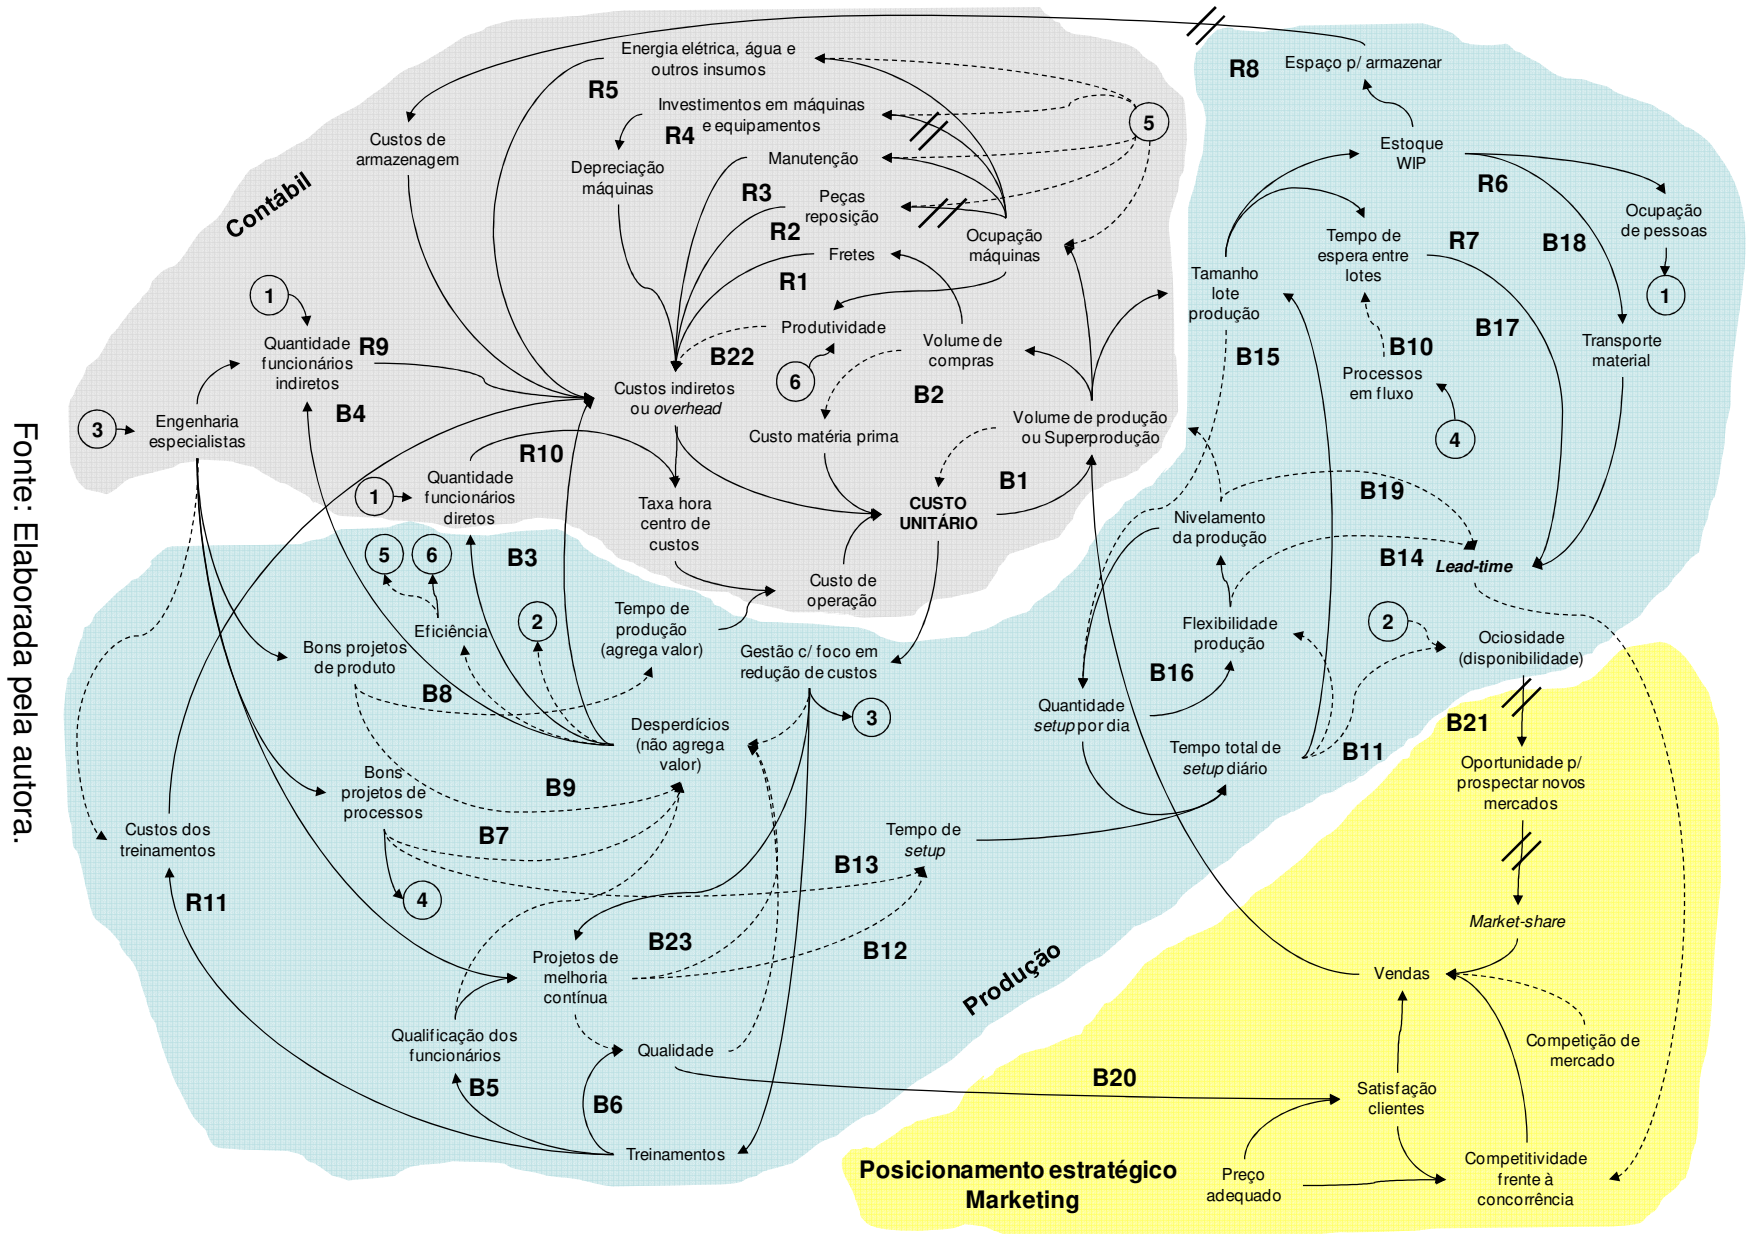 Energia elétrica, água e
outros insumos
R5
Investimentos em máquinas
e equipamentos
R4
Custos de
armazenagem
Depreciação
máquinas
Manutenção
R3
Peças
reposição
R2
Fretes
R1
Ocupação
máquinas
5
Contábil
1
Quantidade
funcionários
indiretos
R9
B4
3
Engenharia
especialistas
Produtividade
B22
6
Volume de
compras
B2
Custos indiretos
ou overhead
Custo matéria prima
Volume de produção
ou Superprodução
B1
R10
1
Quantidade
funcionários
diretos
Taxa hora
centro de
custos
CUSTO
UNITÁRIO
Custo de
operação
R8
Espaço p/ armazenar
Estoque
WIP
R6
Ocupação
de pessoas
1
Tempo de
espera entre
lotes
R7
B18
Tamanho
lote
produção
B15
B17
B10
Transporte
material
Processos
em fluxo
4
B19
Nivelamento
da produção
B14
Lead-time
Flexibilidade
produção
2
Ociosidade
(disponibilidade)
B16
Quantidade
setup por dia
Tempo total de
setup diário
B11
5
6
B3
Eficiência
2
Tempo de
produção
(agrega valor)
Bons projetos
de produto
B8
Gestão c/ foco em
redução de custos
3
Desperdícios
(não agrega
valor)
Bons
projetos de
processos
B9
B7
4
Custos dos
treinamentos
R11
Tempo de
setup
B13
B12
B23
Projetos de
melhoria
contínua
Qualificação dos
funcionários
Qualidade
B5
B6
Treinamentos
B20
Produção
B21
Oportunidade p/
prospectar novos
mercados
Market-share
Vendas
Competição de
mercado
Satisfação
clientes
Preço
adequado
Competitividade
frente à
concorrência
Posicionamento estratégico
Marketing
Fonte: Elaborada pela autora.